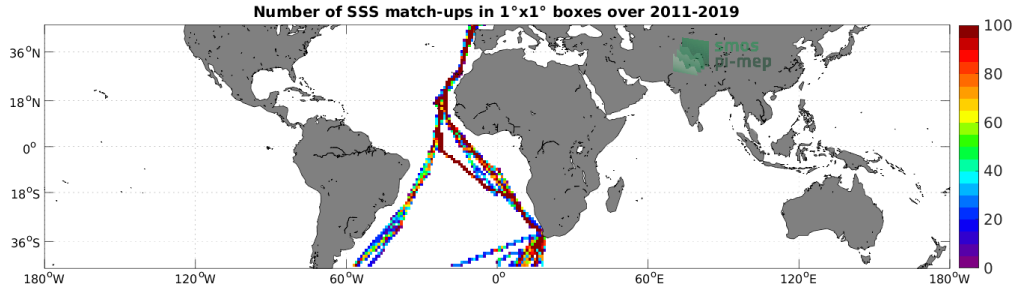 Number of SSS match-ups in 1°x1° boxes over 2011-2019
smos
pi-mep
36°N
18°N
0°
18°S
36°S
180°W
120°W
60°W
0°
60°E
120°E
180°W
100
80
60
40
20
0